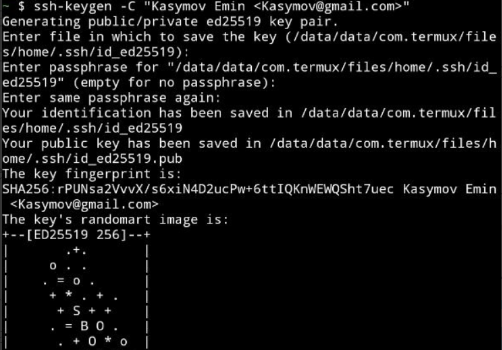 ~ $ ssh-keygen -C "Kasymov Emin <Kasymov@gmail.com>"
Generating public/private ed25519 key pair.
Enter file in which to save the key (/data/data/com.termux/file
s/home/.ssh/id_ed25519):
Enter passphrase for "/data/data/com.termux/files/home/.ssh/id_
ed25519" (empty for no passphrase):
Enter same passphrase again:
Your identification has been saved in /data/data/com.termux/fil
es/home/.ssh/id_ed25519
Your public key has been saved in /data/data/com.termux/files/h
ome/.ssh/id_ed25519.pub
The key fingerprint is:
SHA256:rPUNsa2VvvX/s6xiN4D2ucPw+6ttIQKnWEWQSht7uec Kasymov Emin
 <Kasymov@gmail.com>
The key's randomart image is:
+--[ED25519 256]--+
|       .+.       |
|     o . .       |
|    . = o .      |
|     + * . + .   |
|      + S + +    |
|     . = B O .   |
|      . + O * o  |